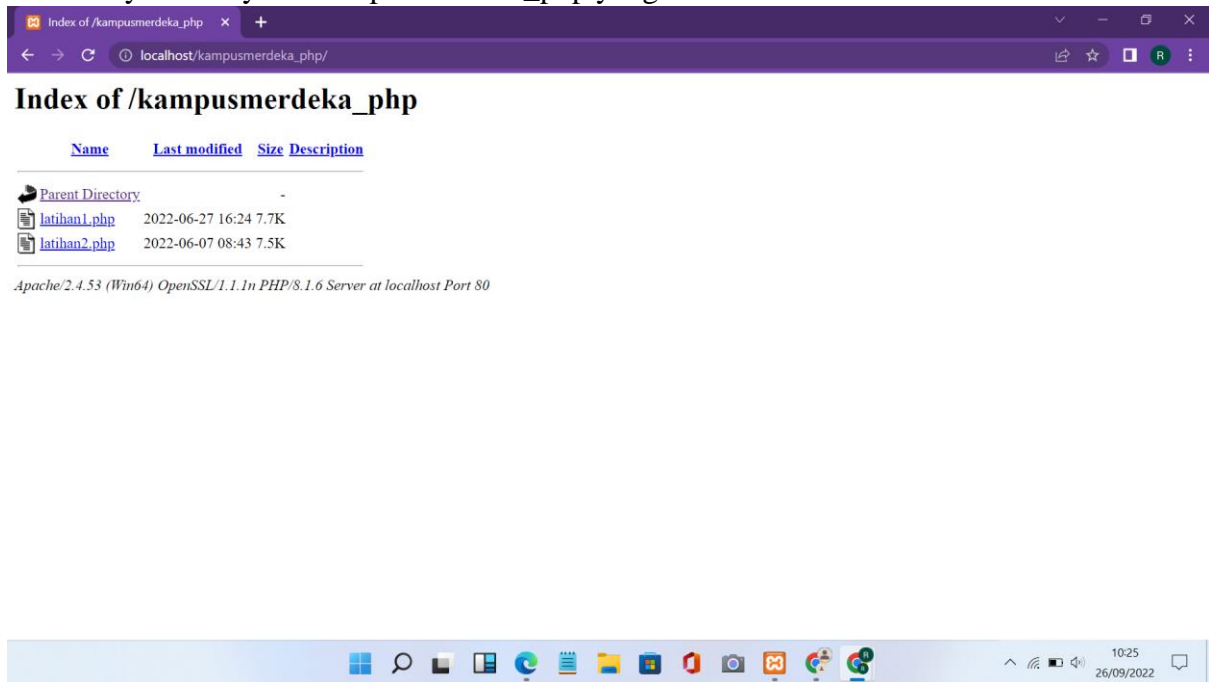 Index of /kampusmerdeka_php
localhost/kampusmerdeka_php/
R
Index of /kampusmerdeka_php
Name Last modified Size Description
Parent Directory -
latihan1.php 2022-06-27 16:24 7.7K
latihan2.php 2022-06-07 08:43 7.5K
Apache/2.4.53 (Win64) OpenSSL/1.1.1n PHP/8.1.6 Server at localhost Port 80
10:25
26/09/2022